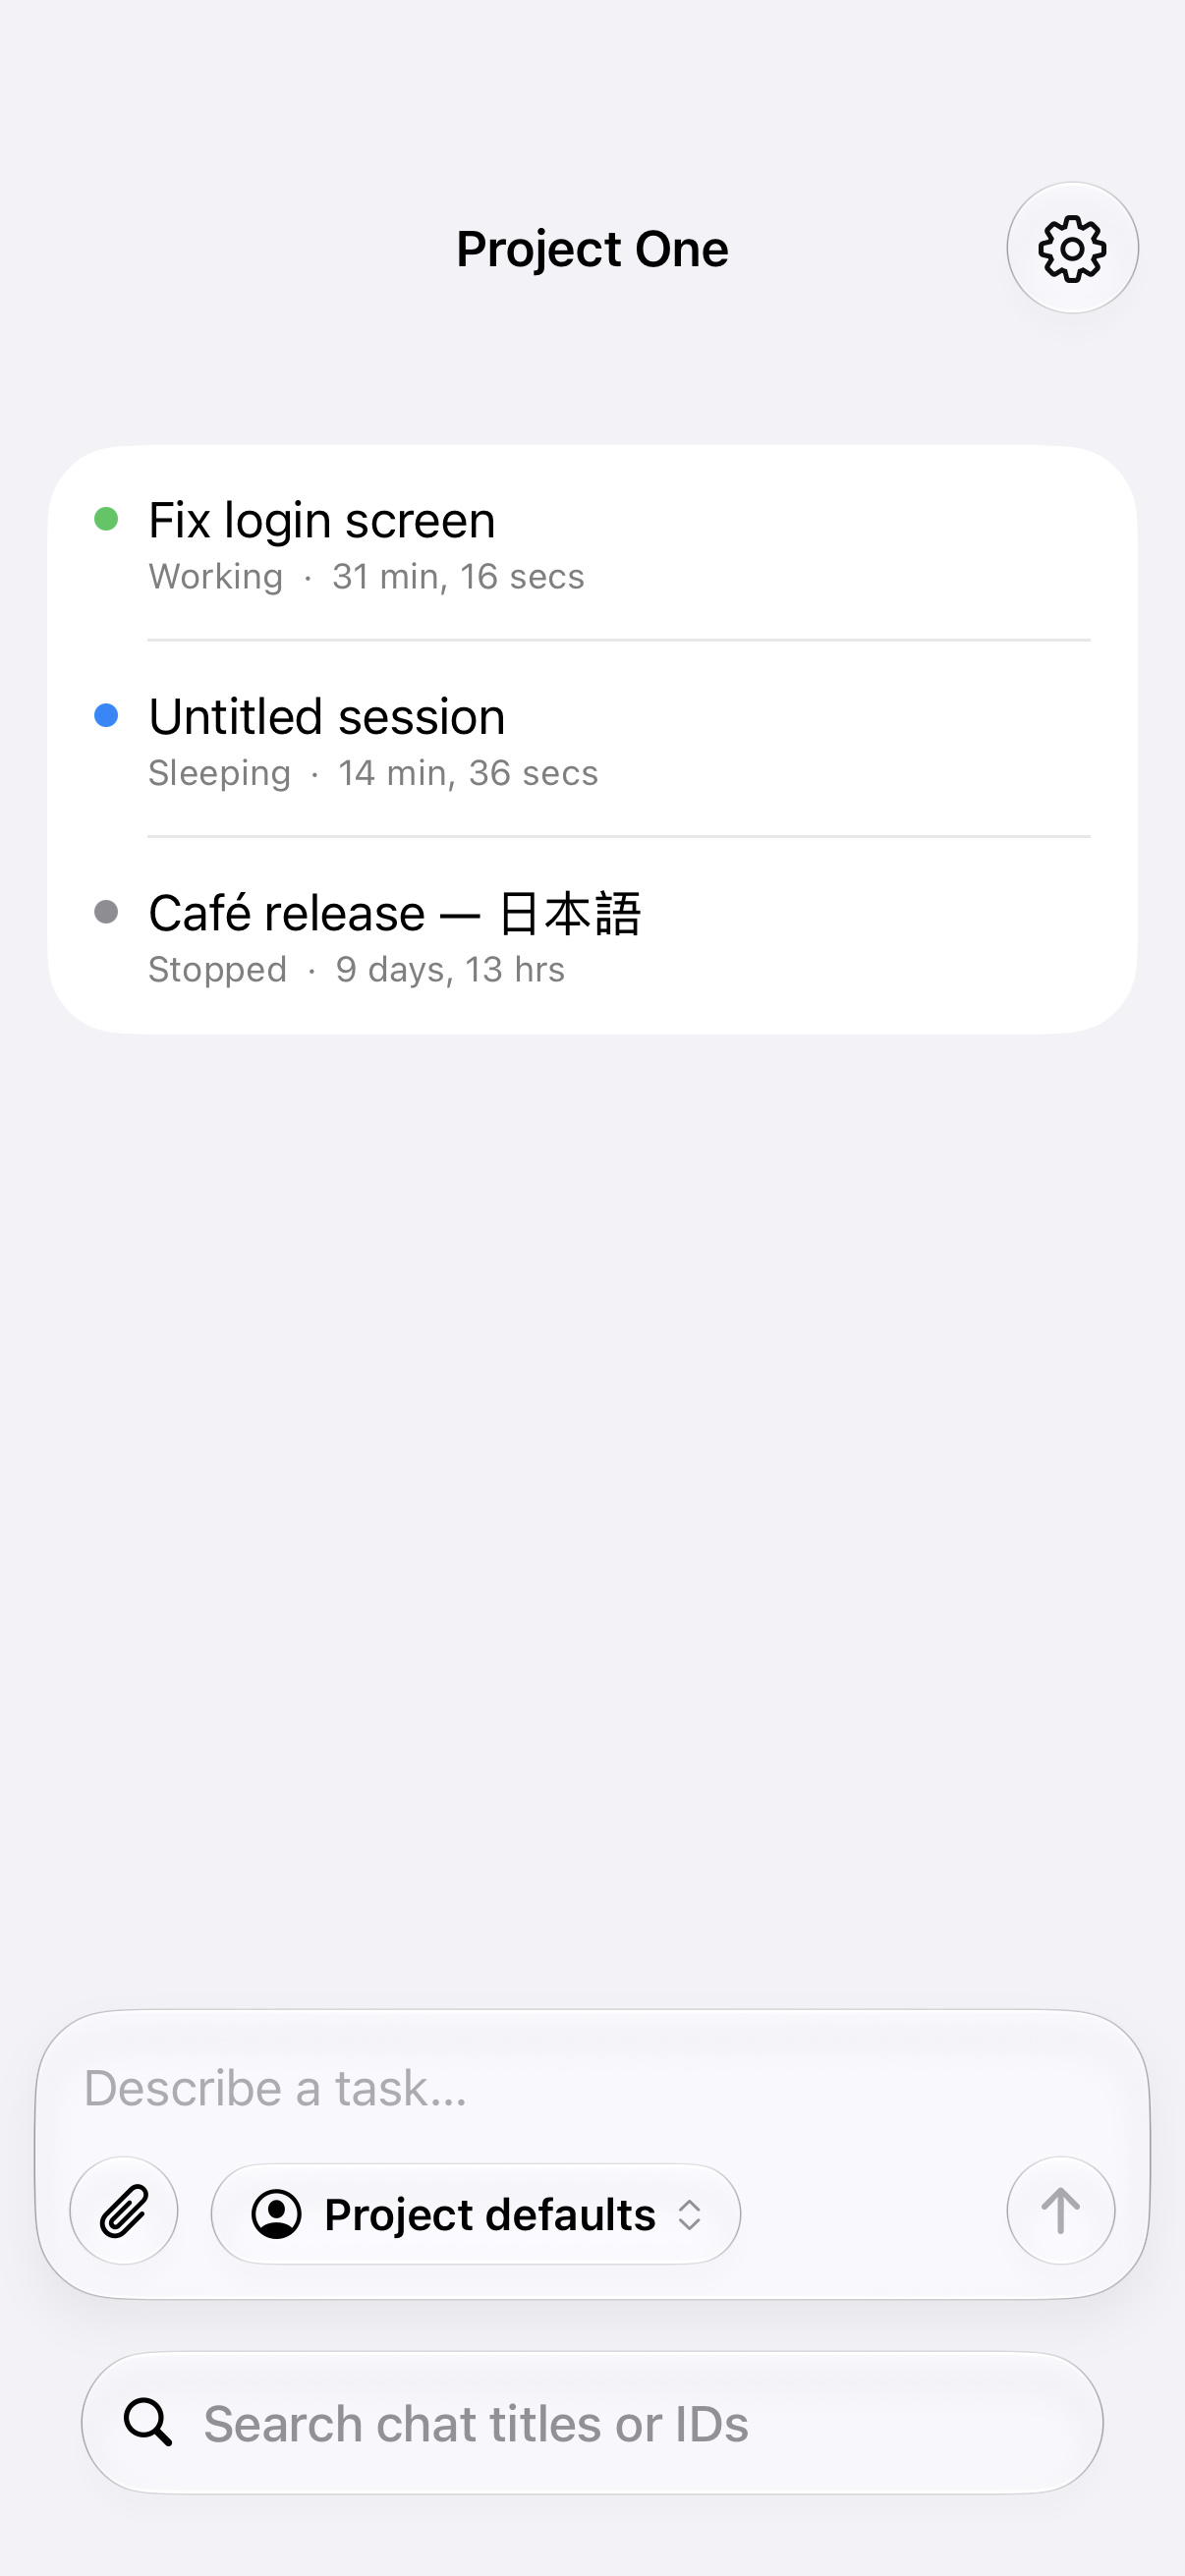 Project One
Fix login screen
Working · 31 min, 16 secs
Untitled session
Sleeping · 14 min, 36 secs
Café release — 日本語
Stopped · 9 days, 13 hrs
Describe a task...
Project defaults
Search chat titles or IDs